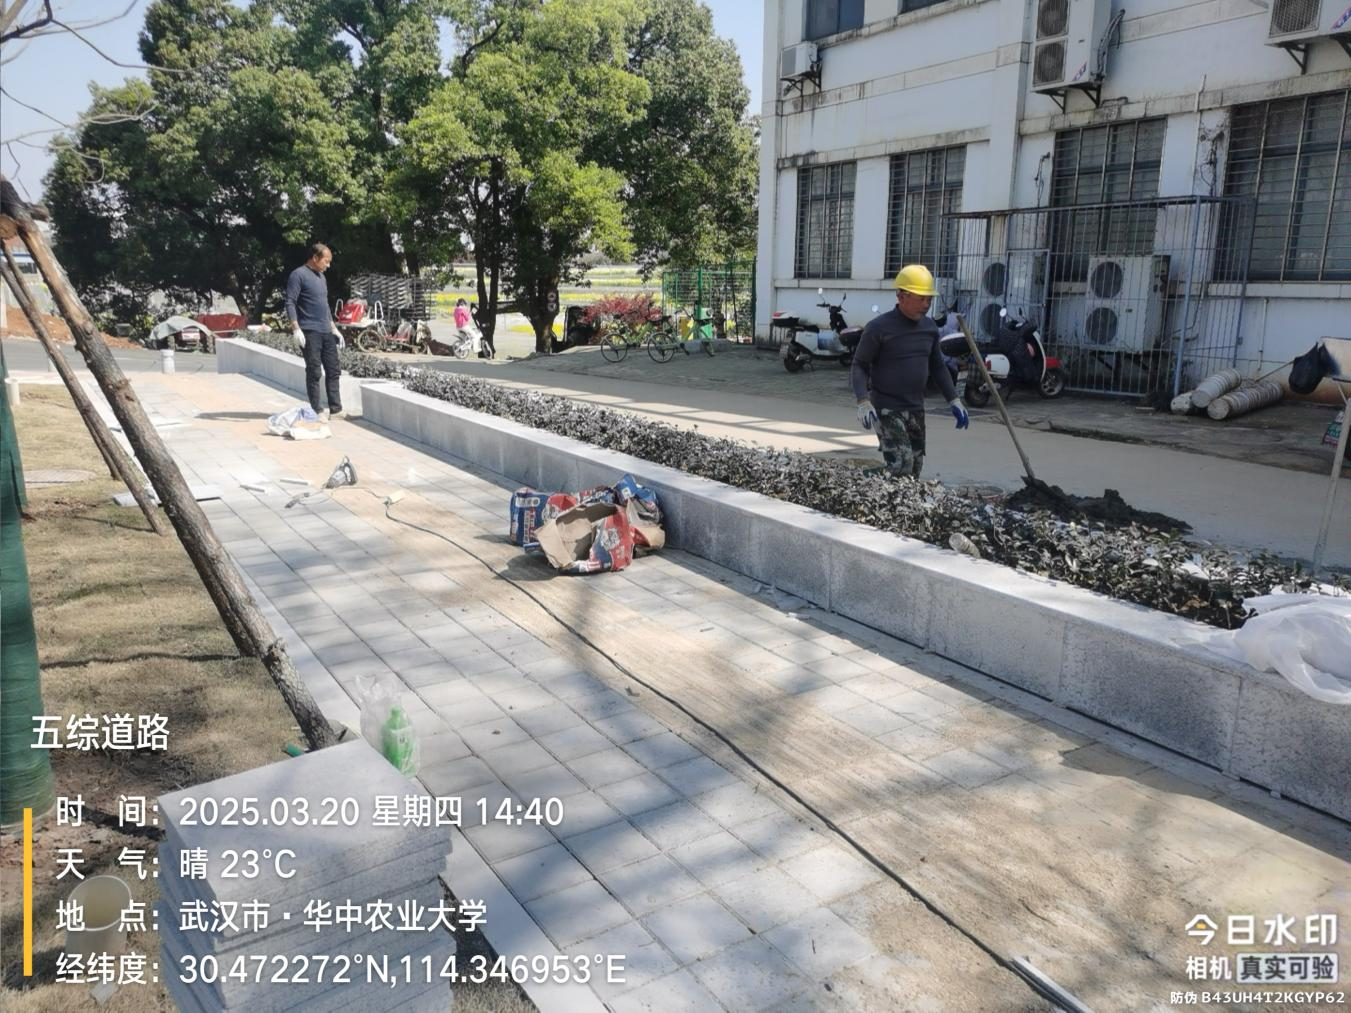 五综道路
时 间：2025.03.20 星期四 14:40
天 气：晴 23°C
地 点：武汉市·华中农业大学
经纬度：30.472272°N,114.346953°E
今日水印
相机 真实可验
防伪 B43UH4T2KGYP62